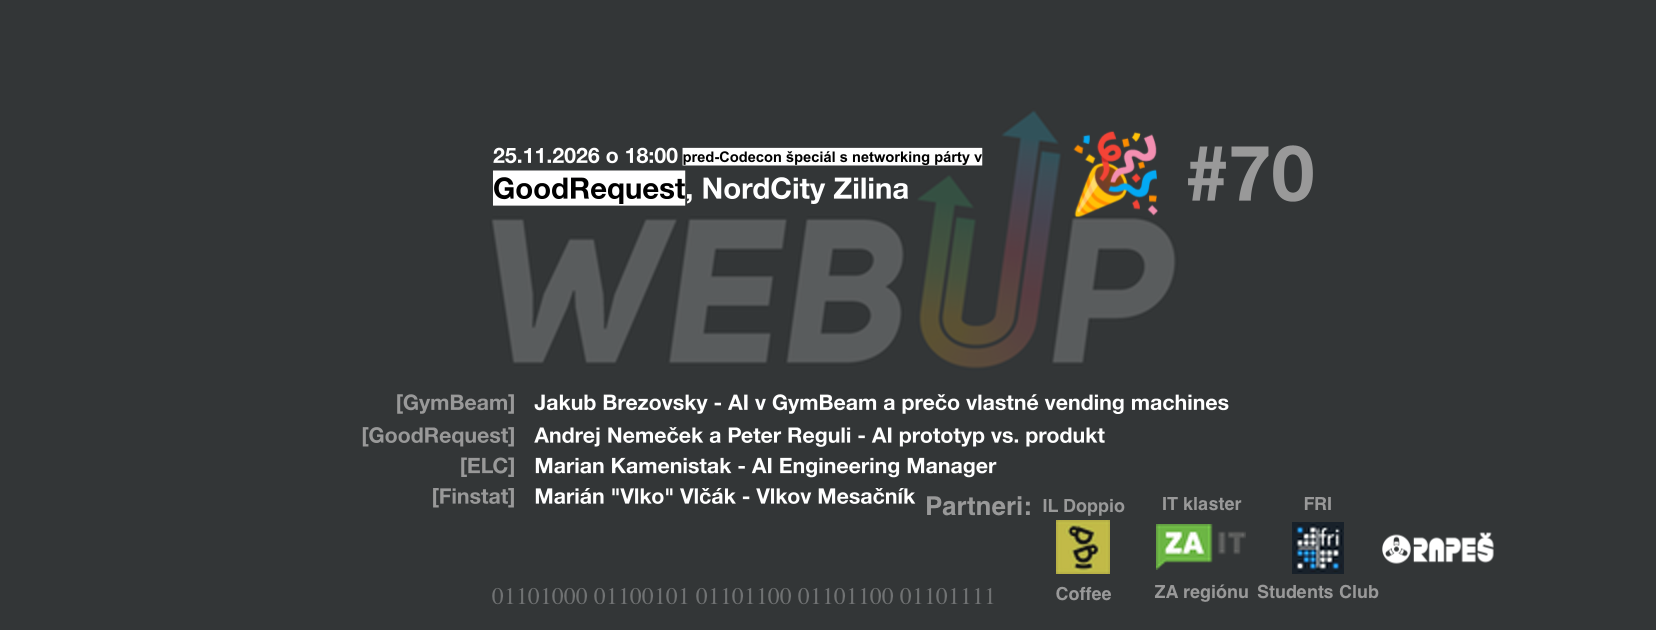 25.11.2026 o 18:00 pred-Codecon špeciál s networking párty v
GoodRequest, NordCity Zilina
#70
WEBUP
[GymBeam] Jakub Brezovsky - AI v GymBeam a prečo vlastné vending machines
[GoodRequest] Andrej Nemeček a Peter Reguli - AI prototyp vs. produkt
[ELC] Marian Kamenistak - AI Engineering Manager
[Finstat] Marián "Vlko" Vlčák - Vlkov Mesačník
Partneri: IL Doppio IT klaster FRI
ZA IT fri RAPEŠ
Coffee ZA regiónu Students Club
01101000 01100101 01101100 01101100 01101111